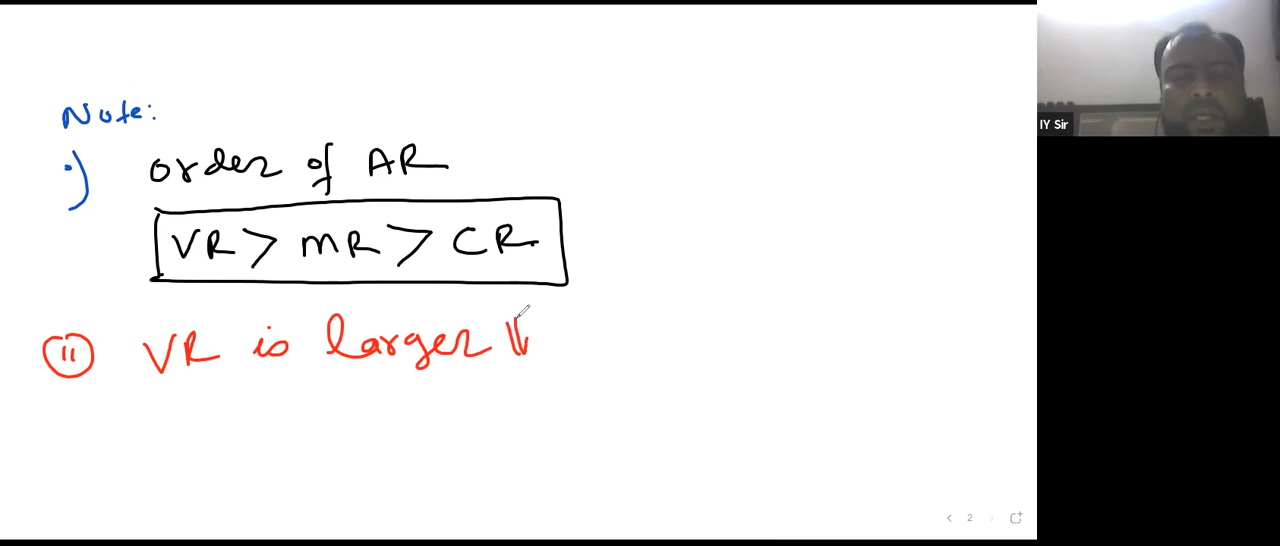 Note:
i) order of AR
VR > MR > CR
(ii) VR is larger
IY Sir
2